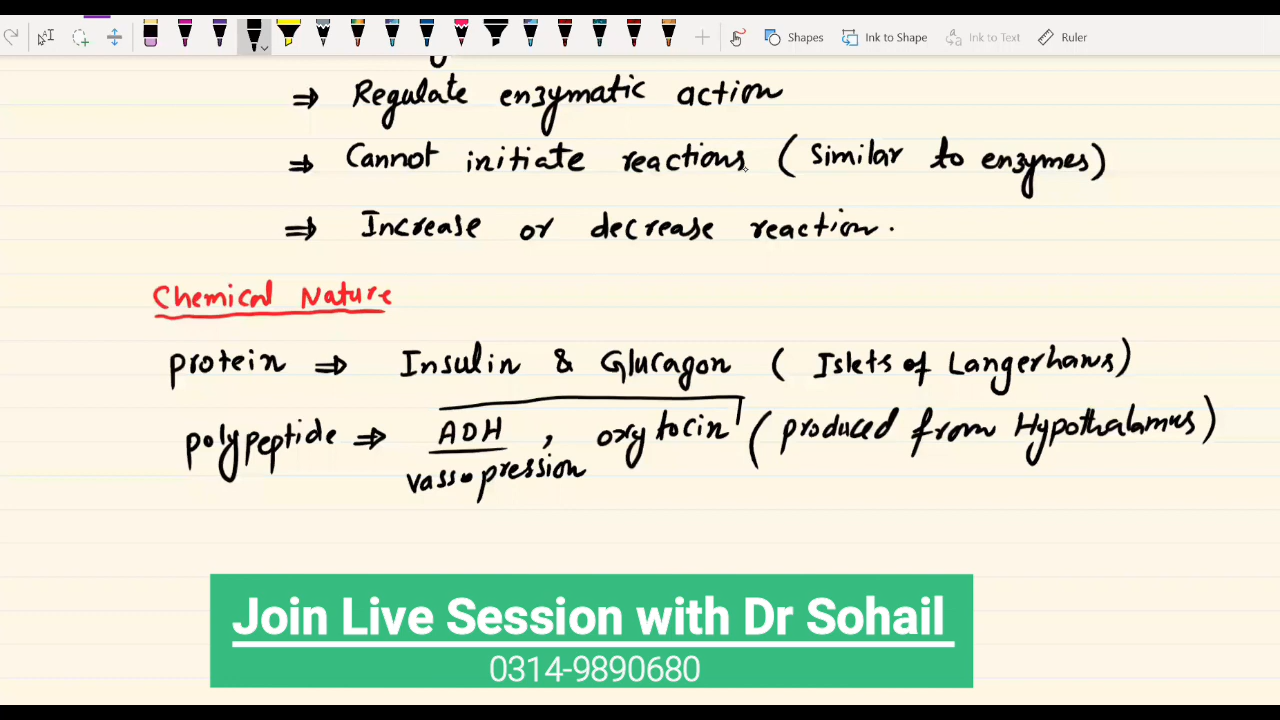 Shapes Ink to Shape Ink to Text Ruler
⇒ Regulate enzymatic action
⇒ Cannot initiate reactions (Similar to enzymes)
⇒ Increase or decrease reaction.
Chemical Nature
protein ⇒ Insulin & Glucagon (Islets of Langerhans)
polypeptide ⇒ ADH, oxytocin (produced from Hypothalamus)
vassopression
Join Live Session with Dr Sohail
0314-9890680